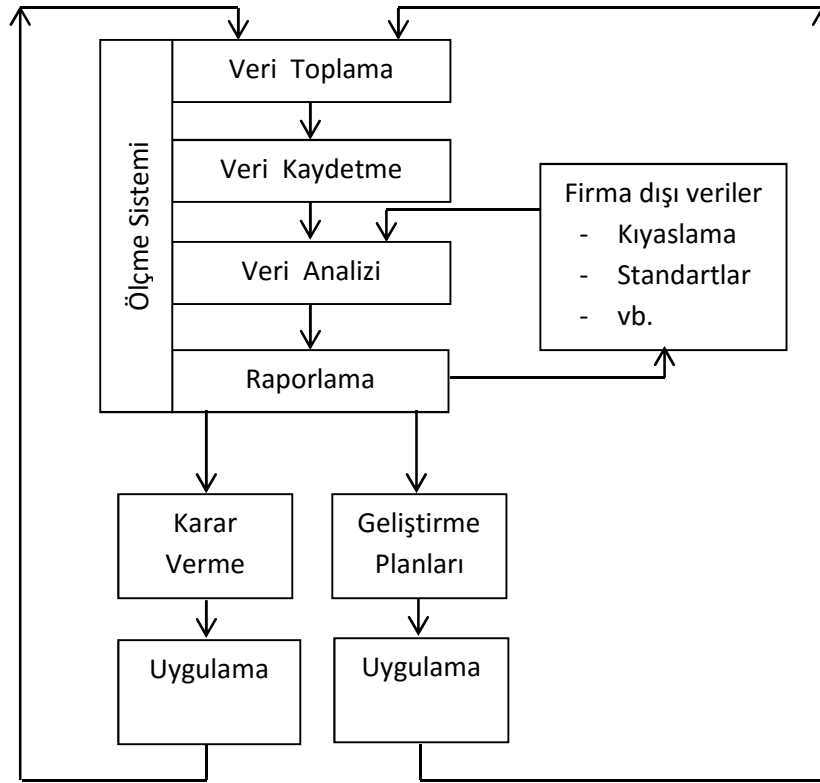 Veri Toplama
Veri Kaydetme
Veri Analizi
Raporlama
Ölçme Sistemi
Firma dışı veriler
- Kıyaslama
- Standartlar
- vb.
Karar
Verme
Geliştirme
Planları
Uygulama
Uygulama